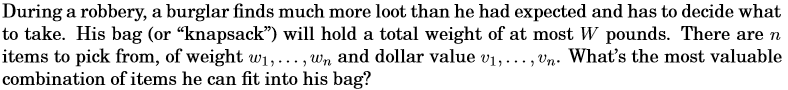 During a robbery, a burglar finds much more loot than he had expected and has to decide what
to take. His bag (or “knapsack”) will hold a total weight of at most W pounds. There are n
items to pick from, of weight w₁, . . . , wₙ and dollar value v₁, . . . , vₙ. What’s the most valuable
combination of items he can fit into his bag?